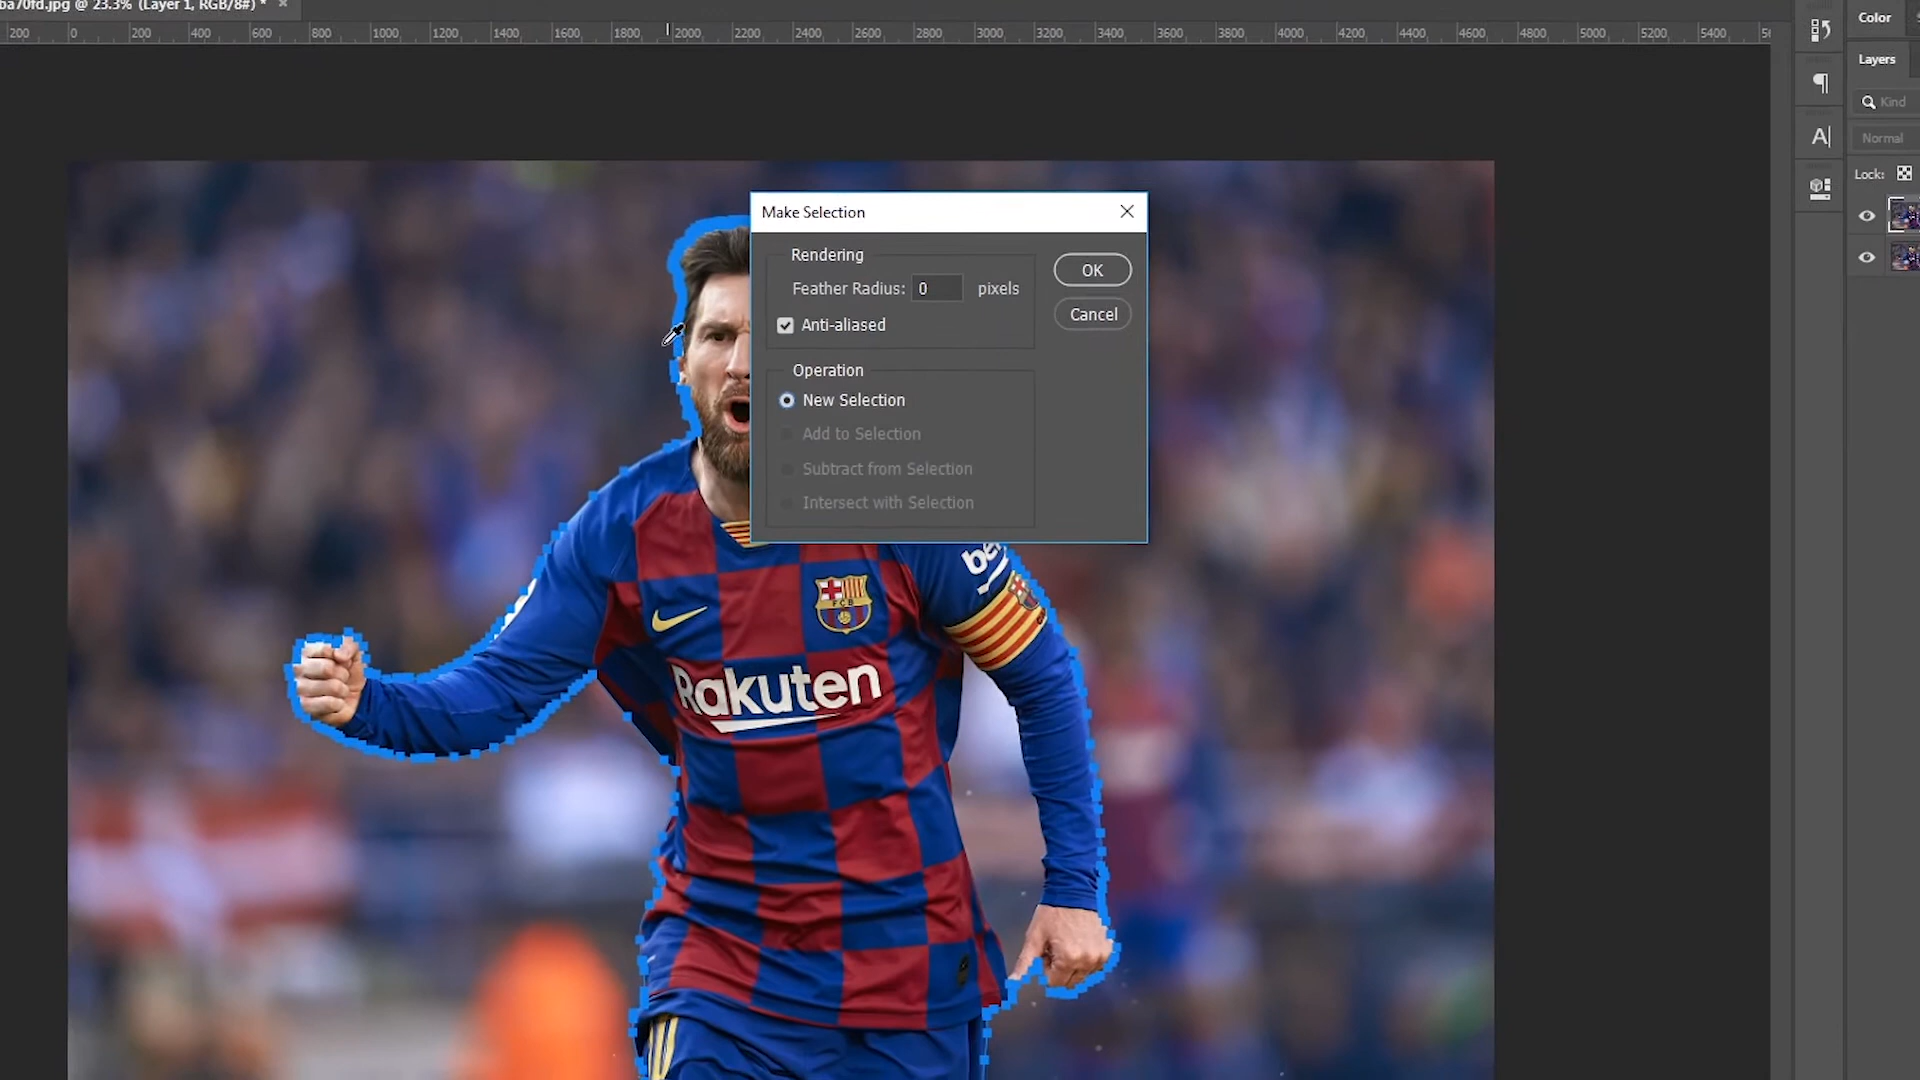 ba70fd.jpg @ 23.3% (Layer 1, RGB/8#) * ×
200 0 200 400 600 800 1000 1200 1400 1600 1800 2000 2200 2400 2600 2800 3000 3200 3400 3600 3800 4000 4200 4400 4600 4800 5000 5200 5400
Color
Layers
Kind
Normal
Lock:
Make Selection
Rendering
Feather Radius: 0 pixels
Anti-aliased
OK
Cancel
Operation
New Selection
Add to Selection
Subtract from Selection
Intersect with Selection
FCB
Rakuten